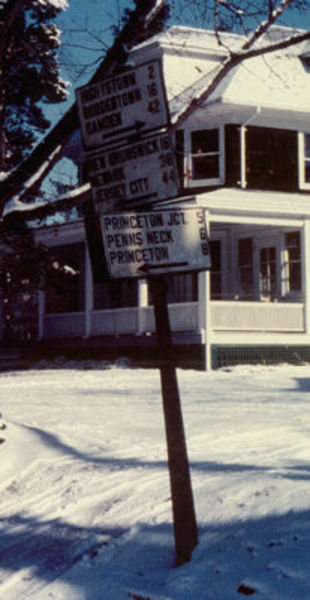 HIGHTSTOWN 2
BORDENTOWN 16
CAMDEN 42
NEW BRUNSWICK 16
NEWARK 38
JERSEY CITY 44
PRINCETON JCT. 5
PENNS NECK 6
PRINCETON 8